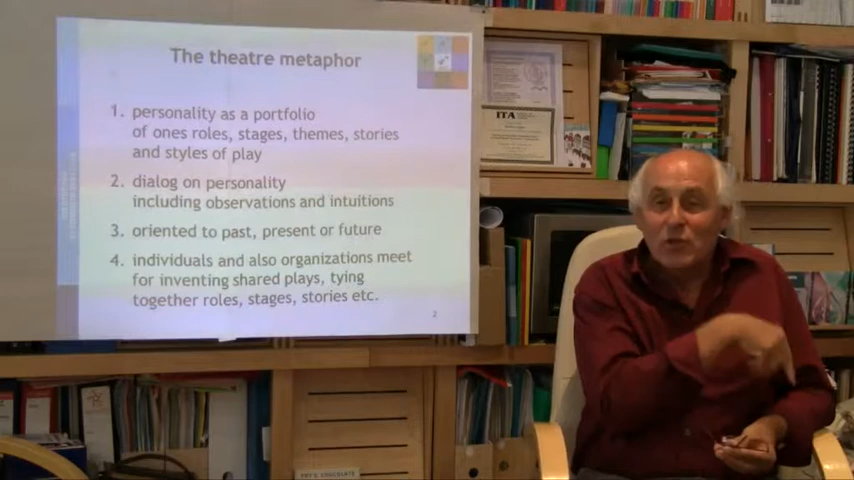 The theatre metaphor
1. personality as a portfolio
of ones roles, stages, themes, stories
and styles of play
2. dialog on personality
including observations and intuitions
3. oriented to past, present or future
4. individuals and also organizations meet
for inventing shared plays, tying
together roles, stages, stories etc.
2
ITA